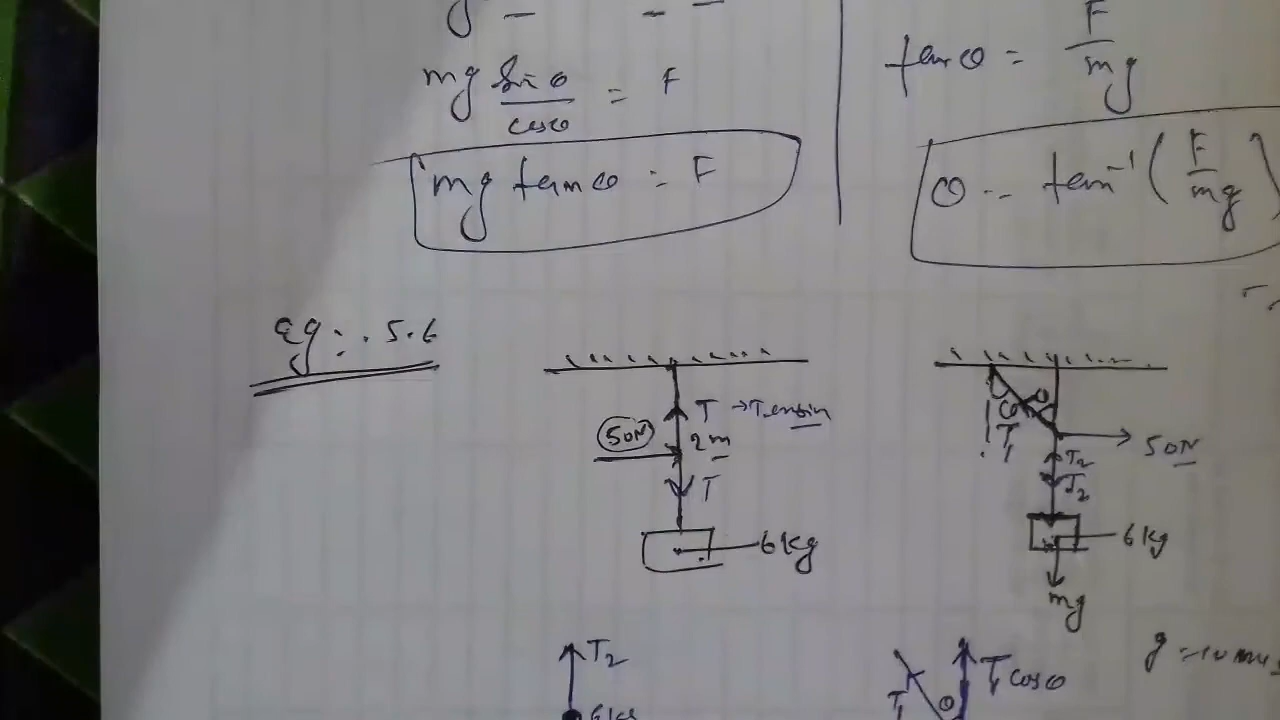 mg sinθ / cosθ = F
mg tanθ = F
tanθ = F / mg
θ = tan⁻¹ (F / mg)
eg: . 5.6
T → Tension
50N
2m
T
6kg
θ
θ
T₁
50N
T₂
T₂
6kg
mg
T₂
6kg
T₁ cosθ
T₁
θ